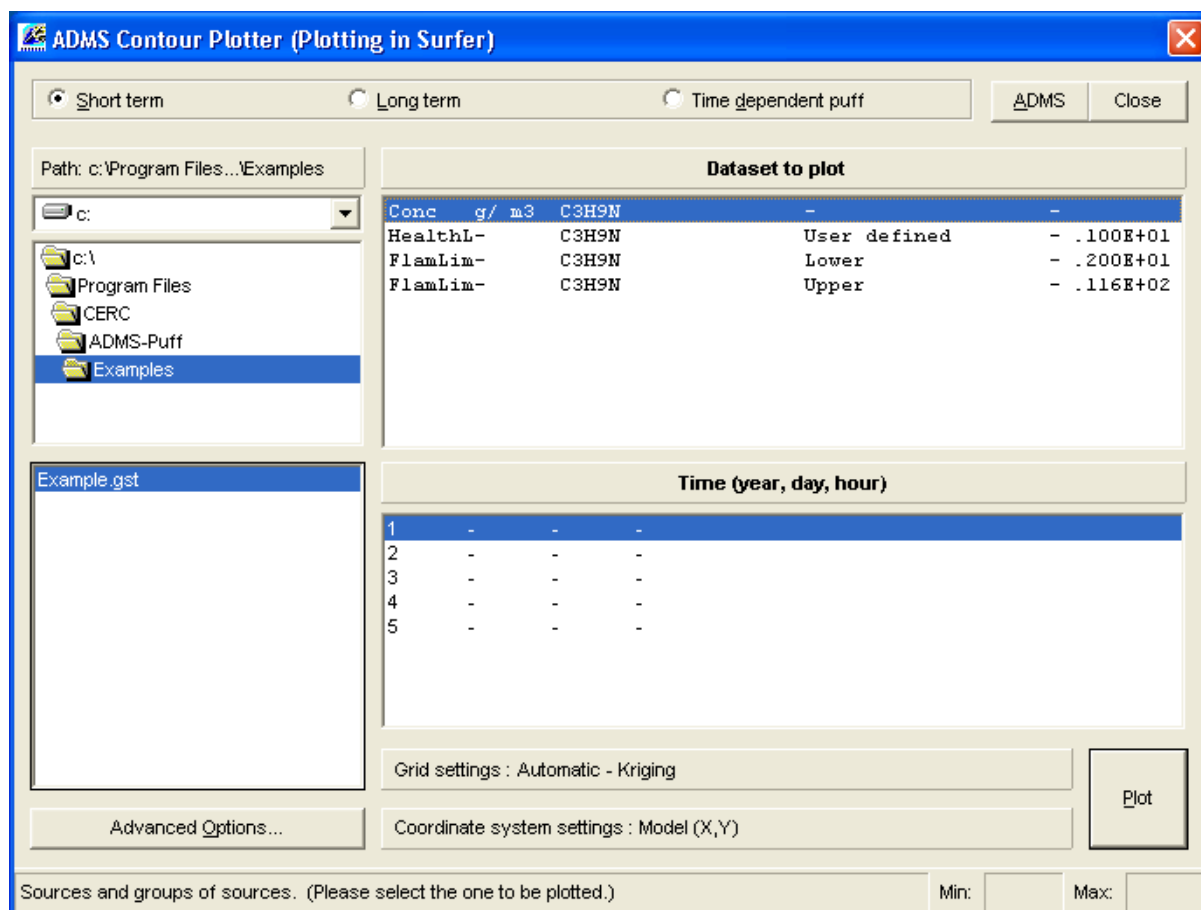 ADMS Contour Plotter (Plotting in Surfer)
Short term Long term Time dependent puff ADMS Close
Path: c:\Program Files...\Examples
Dataset to plot
c:
Conc g/ m3 C3H9N - -
HealthL- C3H9N User defined - .100E+01
FlamLim- C3H9N Lower - .200E+01
FlamLim- C3H9N Upper - .116E+02
c:\
Program Files
CERC
ADMS-Puff
Examples
Example.gst
Time (year, day, hour)
1 - - -
2 - - -
3 - - -
4 - - -
5 - - -
Grid settings : Automatic - Kriging
Plot
Advanced Options...
Coordinate system settings : Model (X,Y)
Sources and groups of sources. (Please select the one to be plotted.) Min: Max: